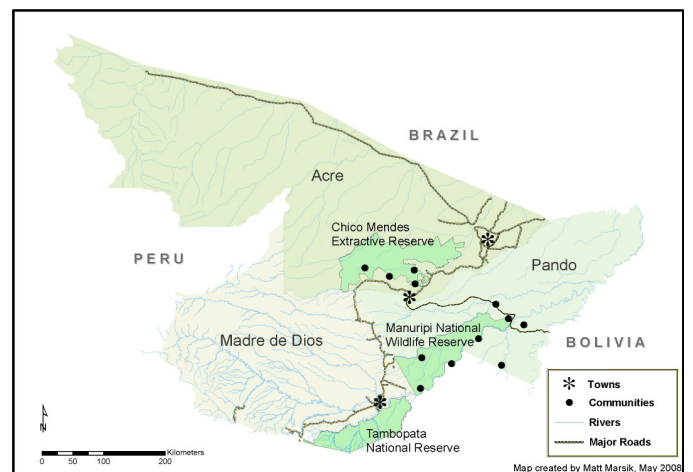 BRAZIL
Acre
Chico Mendes
Extractive Reserve
PERU
Pando
Manuripi National
Wildlife Reserve
Madre de Dios
BOLIVIA
Towns
Communities
Rivers
Major Roads
Tambopata
National Reserve
N
Kilometers
0 50 100 200
Map created by Matt Marsik, May 2008